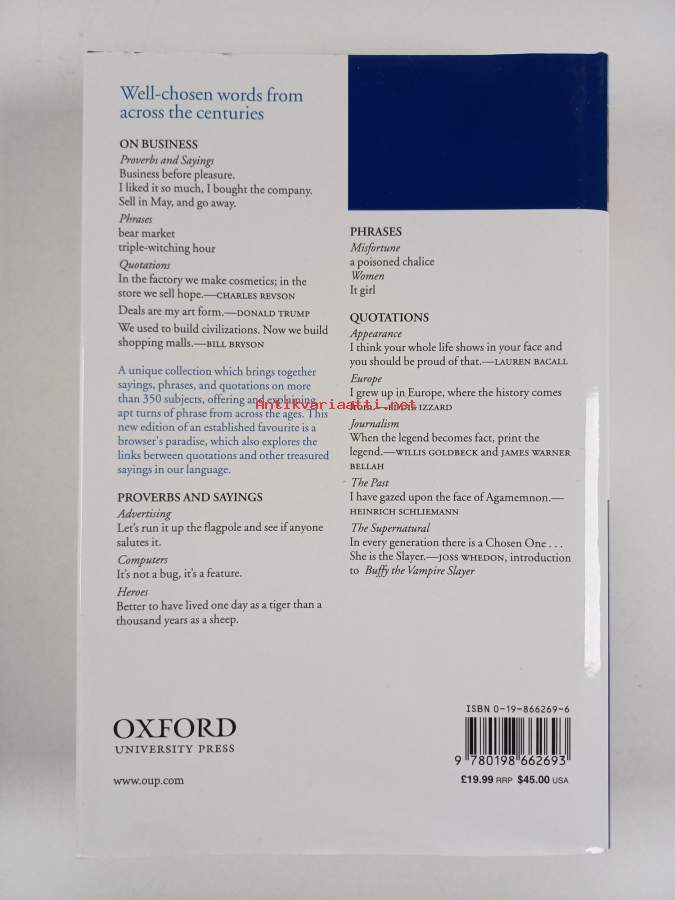 Well-chosen words from
across the centuries
ON BUSINESS
Proverbs and Sayings
Business before pleasure.
I liked it so much, I bought the company.
Sell in May, and go away.
Phrases
bear market
triple-witching hour
Quotations
In the factory we make cosmetics; in the
store we sell hope.—CHARLES REVSON
Deals are my art form.—DONALD TRUMP
We used to build civilizations. Now we build
shopping malls.—BILL BRYSON
A unique collection which brings together
sayings, phrases, and quotations on more
than 350 subjects, offering and explaining
apt turns of phrase from across the ages. This
new edition of an established favourite is a
browser's paradise, which also explores the
links between quotations and other treasured
sayings in our language.
PROVERBS AND SAYINGS
Advertising
Let's run it up the flagpole and see if anyone
salutes it.
Computers
It's not a bug, it's a feature.
Heroes
Better to have lived one day as a tiger than a
thousand years as a sheep.
OXFORD
UNIVERSITY PRESS
www.oup.com
PHRASES
Misfortune
a poisoned chalice
Women
It girl
QUOTATIONS
Appearance
I think your whole life shows in your face and
you should be proud of that.—LAUREN BACALL
Europe
I grew up in Europe, where the history comes
IZZARD
Journalism
When the legend becomes fact, print the
legend.—WILLIS GOLDBECK and JAMES WARNER
BELLAH
The Past
I have gazed upon the face of Agamemnon.—
HEINRICH SCHLIEMANN
The Supernatural
In every generation there is a Chosen One . . .
She is the Slayer.—JOSS WHEDON, introduction
to Buffy the Vampire Slayer
ISBN 0-19-866269-6
9 780198 662693
£19.99 RRP $45.00 USA
Antikvariaatti.net